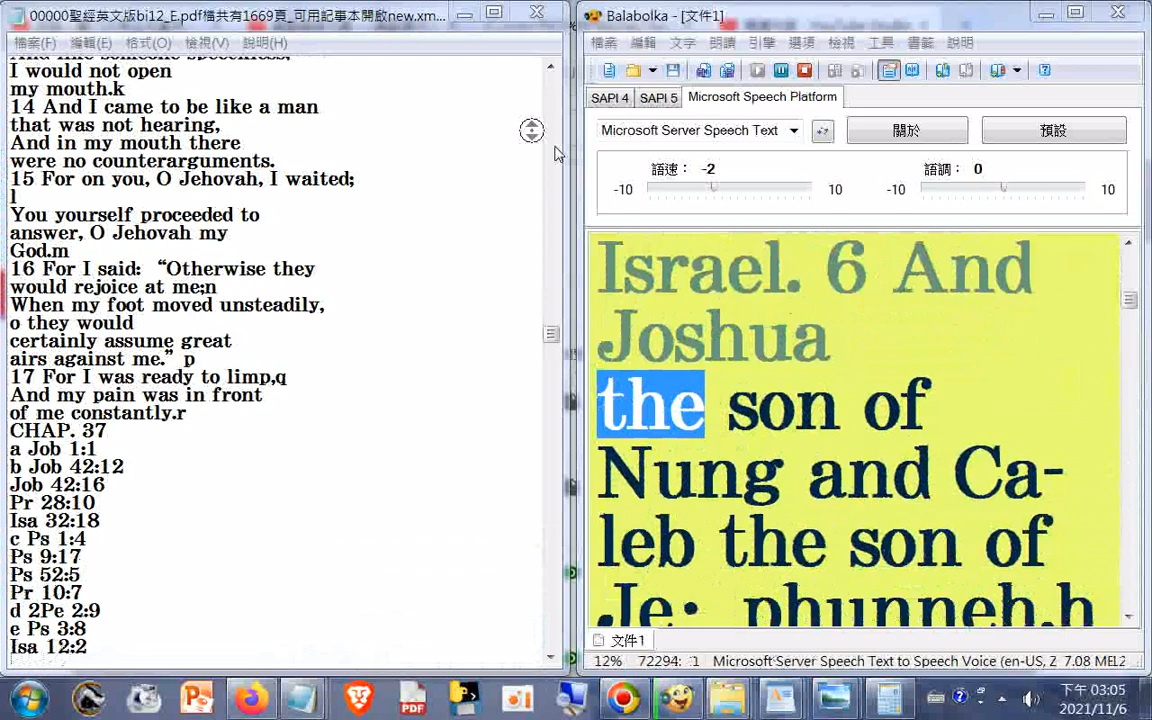 00000聖經英文版bi12_E.pdf檔共有1669頁_可用記事本開啟new.xm...
檔案(F) 編輯(E) 格式(O) 檢視(V) 說明(H)
And like someone speechless,
I would not open
my mouth.k
14 And I came to be like a man
that was not hearing,
And in my mouth there
were no counterarguments.
15 For on you, O Jehovah, I waited;
l
You yourself proceeded to
answer, O Jehovah my
God.m
16 For I said: “Otherwise they
would rejoice at me;n
When my foot moved unsteadily,
o they would
certainly assume great
airs against me.” p
17 For I was ready to limp,q
And my pain was in front
of me constantly.r
CHAP. 37
a Job 1:1
b Job 42:12
Job 42:16
Pr 28:10
Isa 32:18
c Ps 1:4
Ps 9:17
Ps 52:5
Pr 10:7
d 2Pe 2:9
e Ps 3:8
Isa 12:2
Balabolka - [文件1]
檔案 編輯 文字 朗讀 引擎 選項 檢視 工具 書籤 說明
SAPI 4 SAPI 5 Microsoft Speech Platform
Microsoft Server Speech Text 關於 預設
語速： -2 語調： 0
-10 10 -10 10
Israel. 6 And
Joshua
the son of
Nung and Ca-
leb the son of
Je· phunneh,h
文件1
12% 72294: 1 Microsoft Server Speech Text to Speech Voice (en-US, Z 7.08 ME
PDF
下午 03:05
2021/11/6